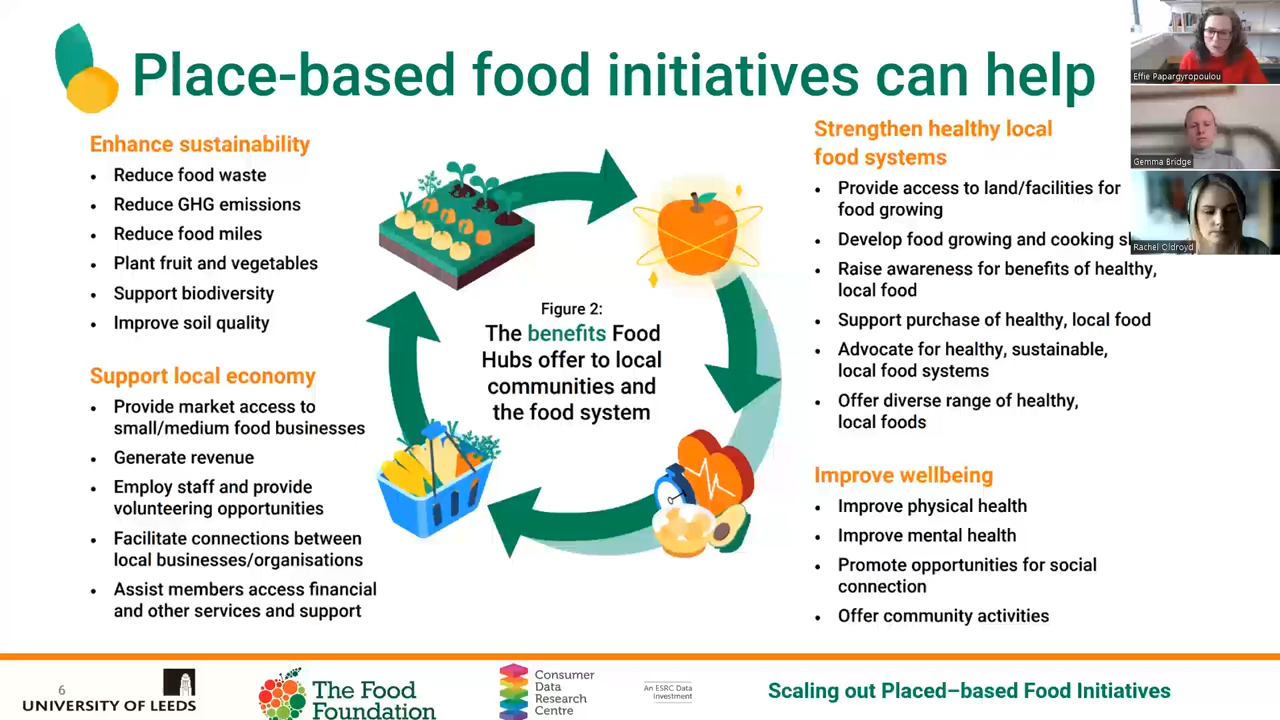 Place-based food initiatives can help
Enhance sustainability
• Reduce food waste
• Reduce GHG emissions
• Reduce food miles
• Plant fruit and vegetables
• Support biodiversity
• Improve soil quality
Support local economy
• Provide market access to
small/medium food businesses
• Generate revenue
• Employ staff and provide
volunteering opportunities
• Facilitate connections between
local businesses/organisations
• Assist members access financial
and other services and support
Figure 2:
The benefits Food
Hubs offer to local
communities and
the food system
Strengthen healthy local
food systems
• Provide access to land/facilities for
food growing
• Develop food growing and cooking
• Raise awareness for benefits of healthy,
local food
• Support purchase of healthy, local food
• Advocate for healthy, sustainable,
local food systems
• Offer diverse range of healthy,
local foods
Improve wellbeing
• Improve physical health
• Improve mental health
• Promote opportunities for social
connection
• Offer community activities
Effie Papargyropoulou
Gemma Bridge
Rachel Oldroyd
6
UNIVERSITY OF LEEDS
The Food
Foundation
Consumer
Data
Research
Centre
An ESRC Data
Investment
Scaling out Placed–based Food Initiatives